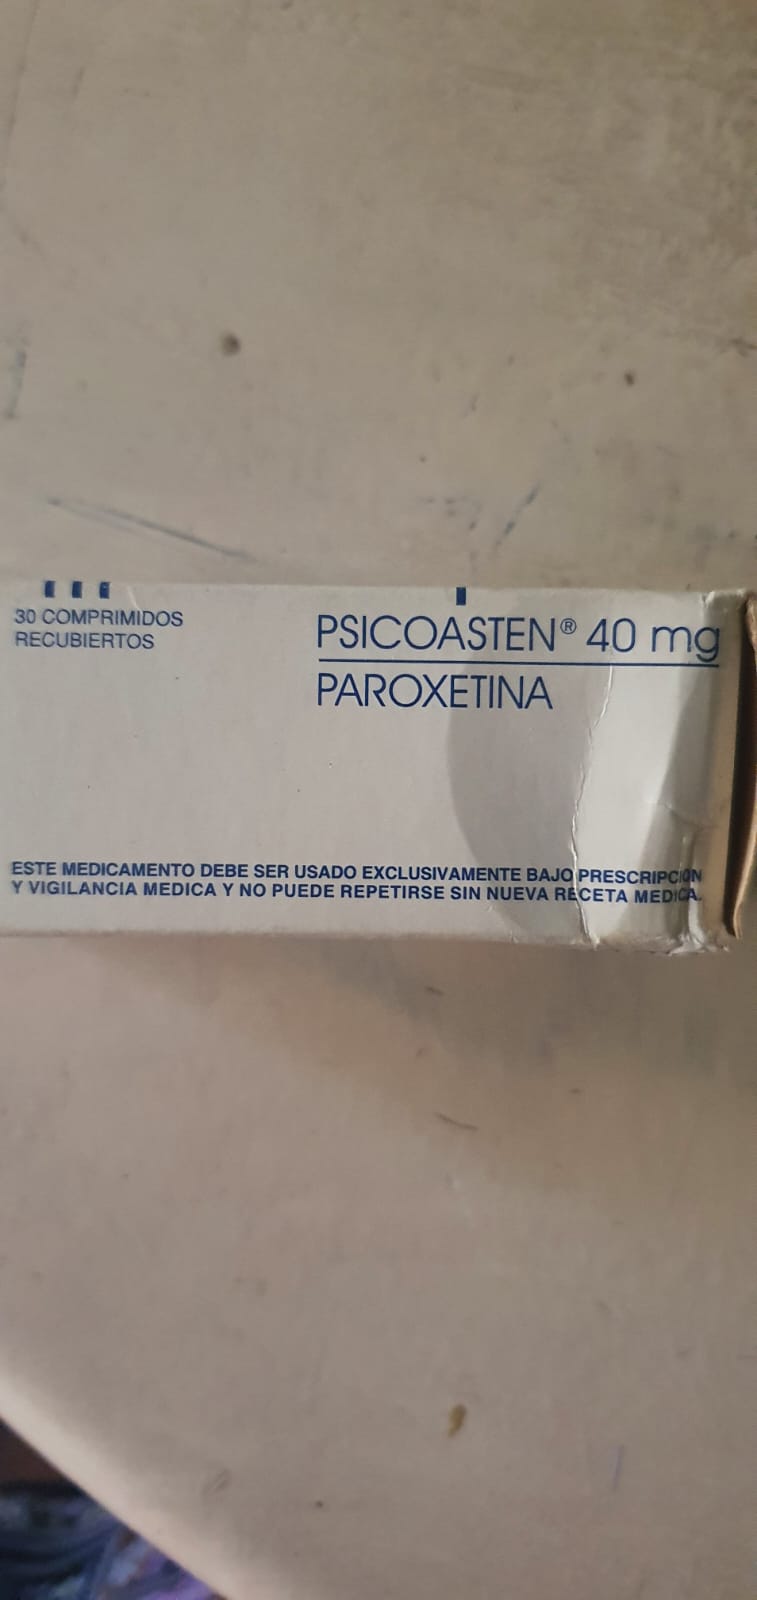 30 COMPRIMIDOS
RECUBIERTOS
PSICOASTEN® 40 mg
PAROXETINA
ESTE MEDICAMENTO DEBE SER USADO EXCLUSIVAMENTE BAJO PRESCRIPCION
Y VIGILANCIA MEDICA Y NO PUEDE REPETIRSE SIN NUEVA RECETA MEDICA.